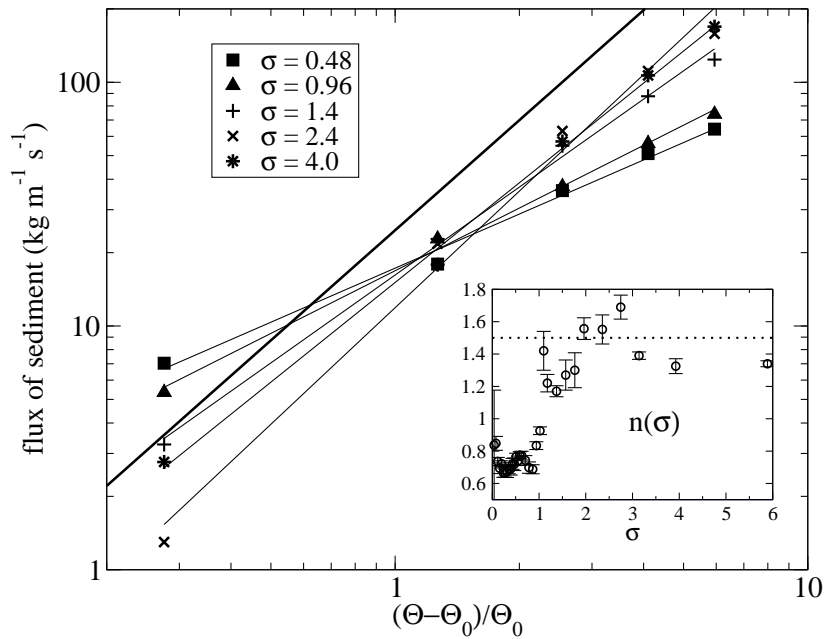 σ = 0.48
σ = 0.96
σ = 1.4
σ = 2.4
σ = 4.0
100
10
1
flux of sediment (kg m⁻¹ s⁻¹)
1
10
(Θ−Θ₀)/Θ₀
1.8
1.6
1.4
1.2
1
0.8
0.6
n(σ)
0 1 2 3 4 5 6
σ